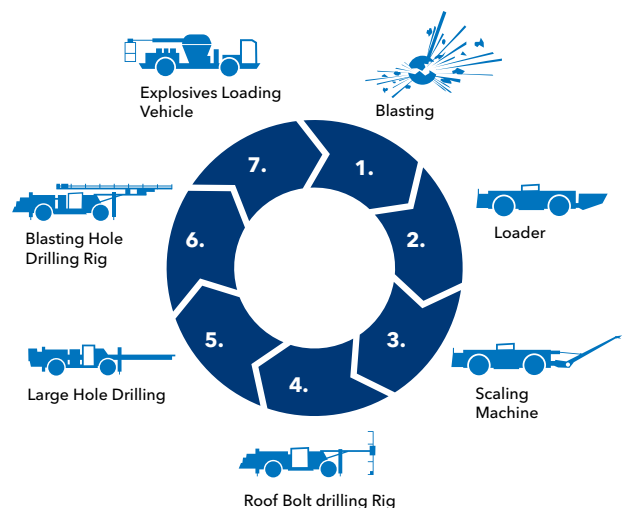 Explosives Loading
Vehicle
Blasting
7.
1.
Blasting Hole
Drilling Rig
6.
2.
Loader
5.
3.
Large Hole Drilling
4.
Scaling
Machine
Roof Bolt drilling Rig